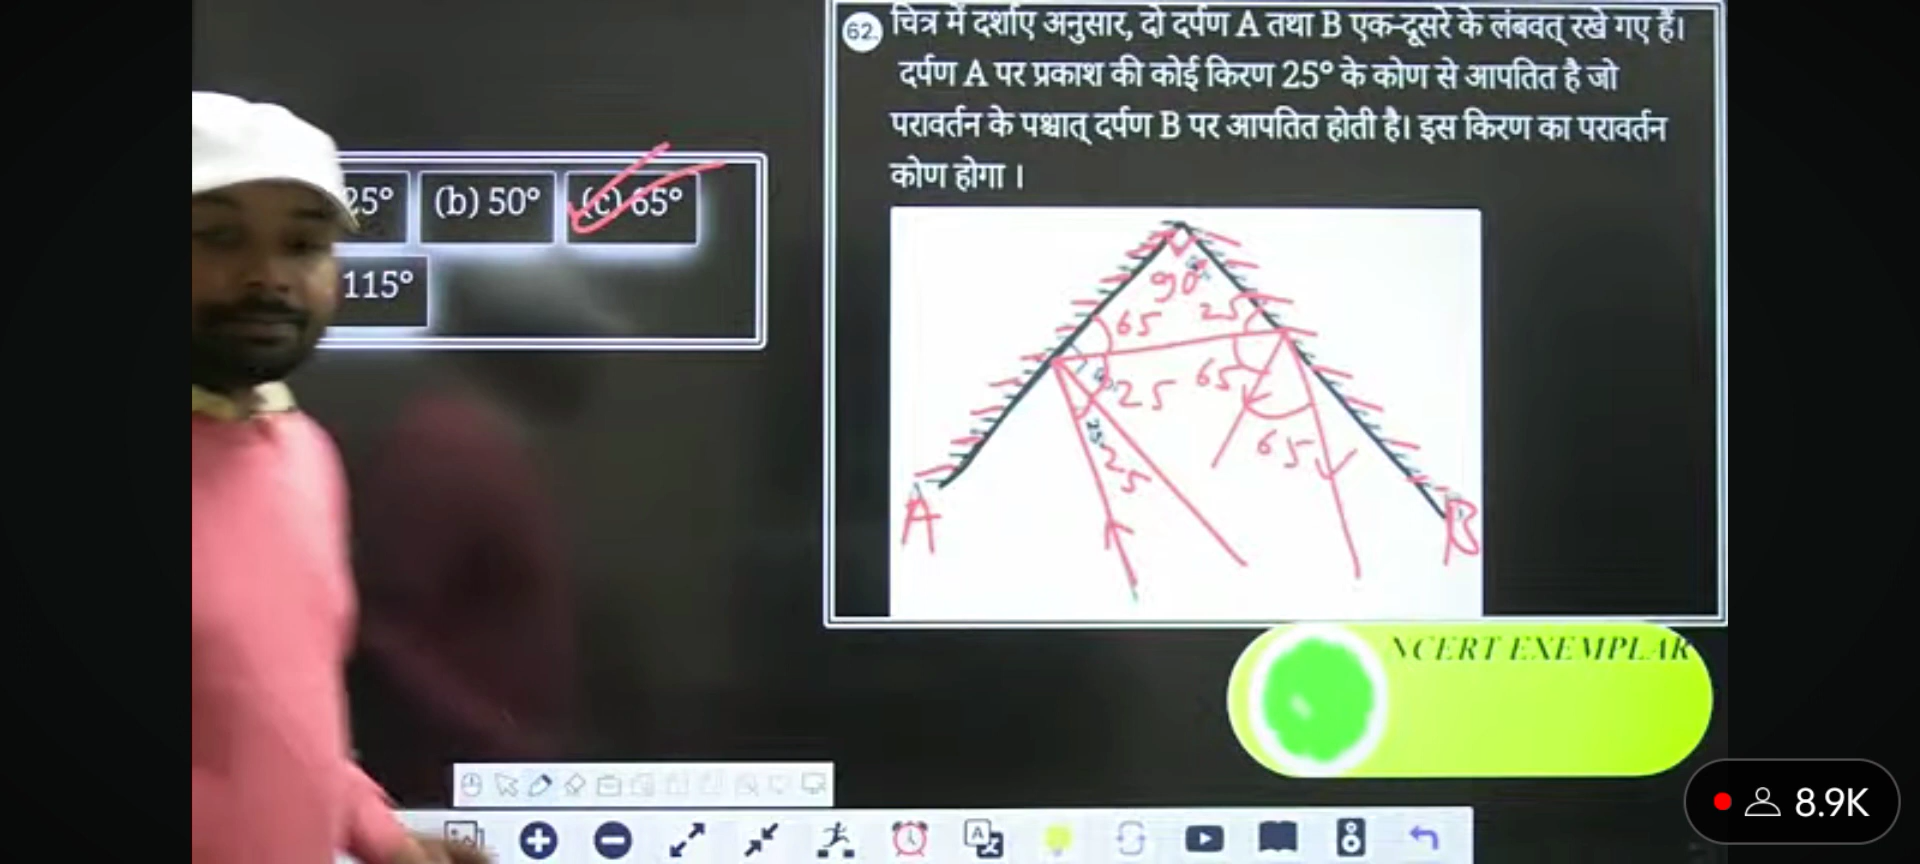 62. चित्र में दर्शाए अनुसार, दो दर्पण A तथा B एक-दूसरे के लंबवत् रखे गए हैं।
दर्पण A पर प्रकाश की कोई किरण 25° के कोण से आपतित है जो
परावर्तन के पश्चात् दर्पण B पर आपतित होती है। इस किरण का परावर्तन
कोण होगा ।
25° (b) 50° (c) 65°
115°
90°
65 25
25 65
25 25
65
A B
NCERT EXEMPLAR
8.9K